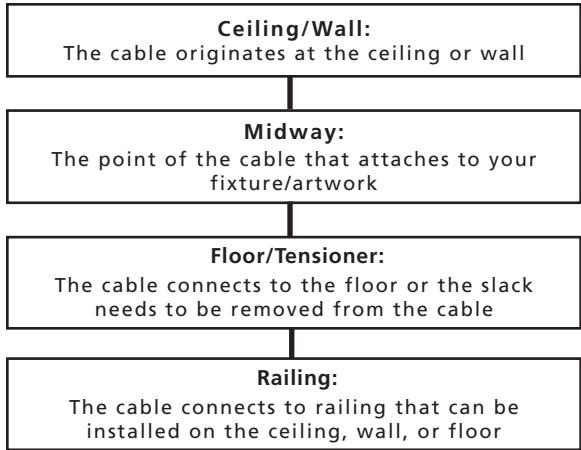 Ceiling/Wall:
The cable originates at the ceiling or wall
Midway:
The point of the cable that attaches to your
fixture/artwork
Floor/Tensioner:
The cable connects to the floor or the slack
needs to be removed from the cable
Railing:
The cable connects to railing that can be
installed on the ceiling, wall, or floor